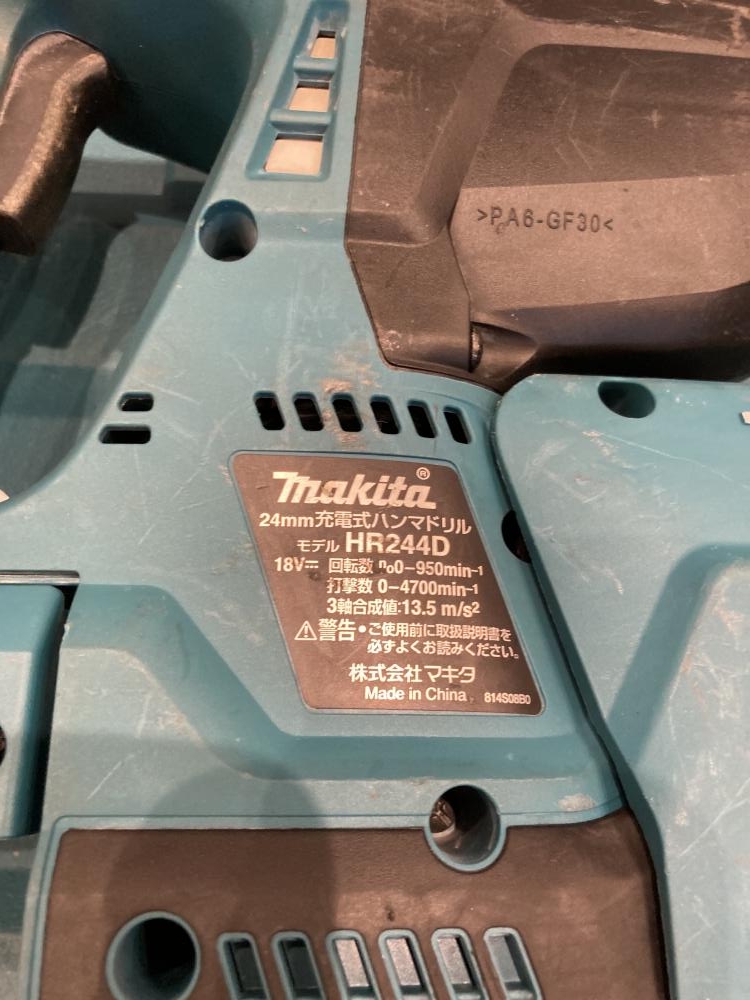 >PA6-GF30<
makita®
24mm充電式ハンマドリル
モデル HR244D
18V⎓ 回転数 n₀0-950min-1
打撃数 0-4700min-1
3軸合成値:13.5 m/s2
⚠警告・ご使用前に取扱説明書を
必ずよくお読みください。
株式会社マキタ
Made in China 814S08B0